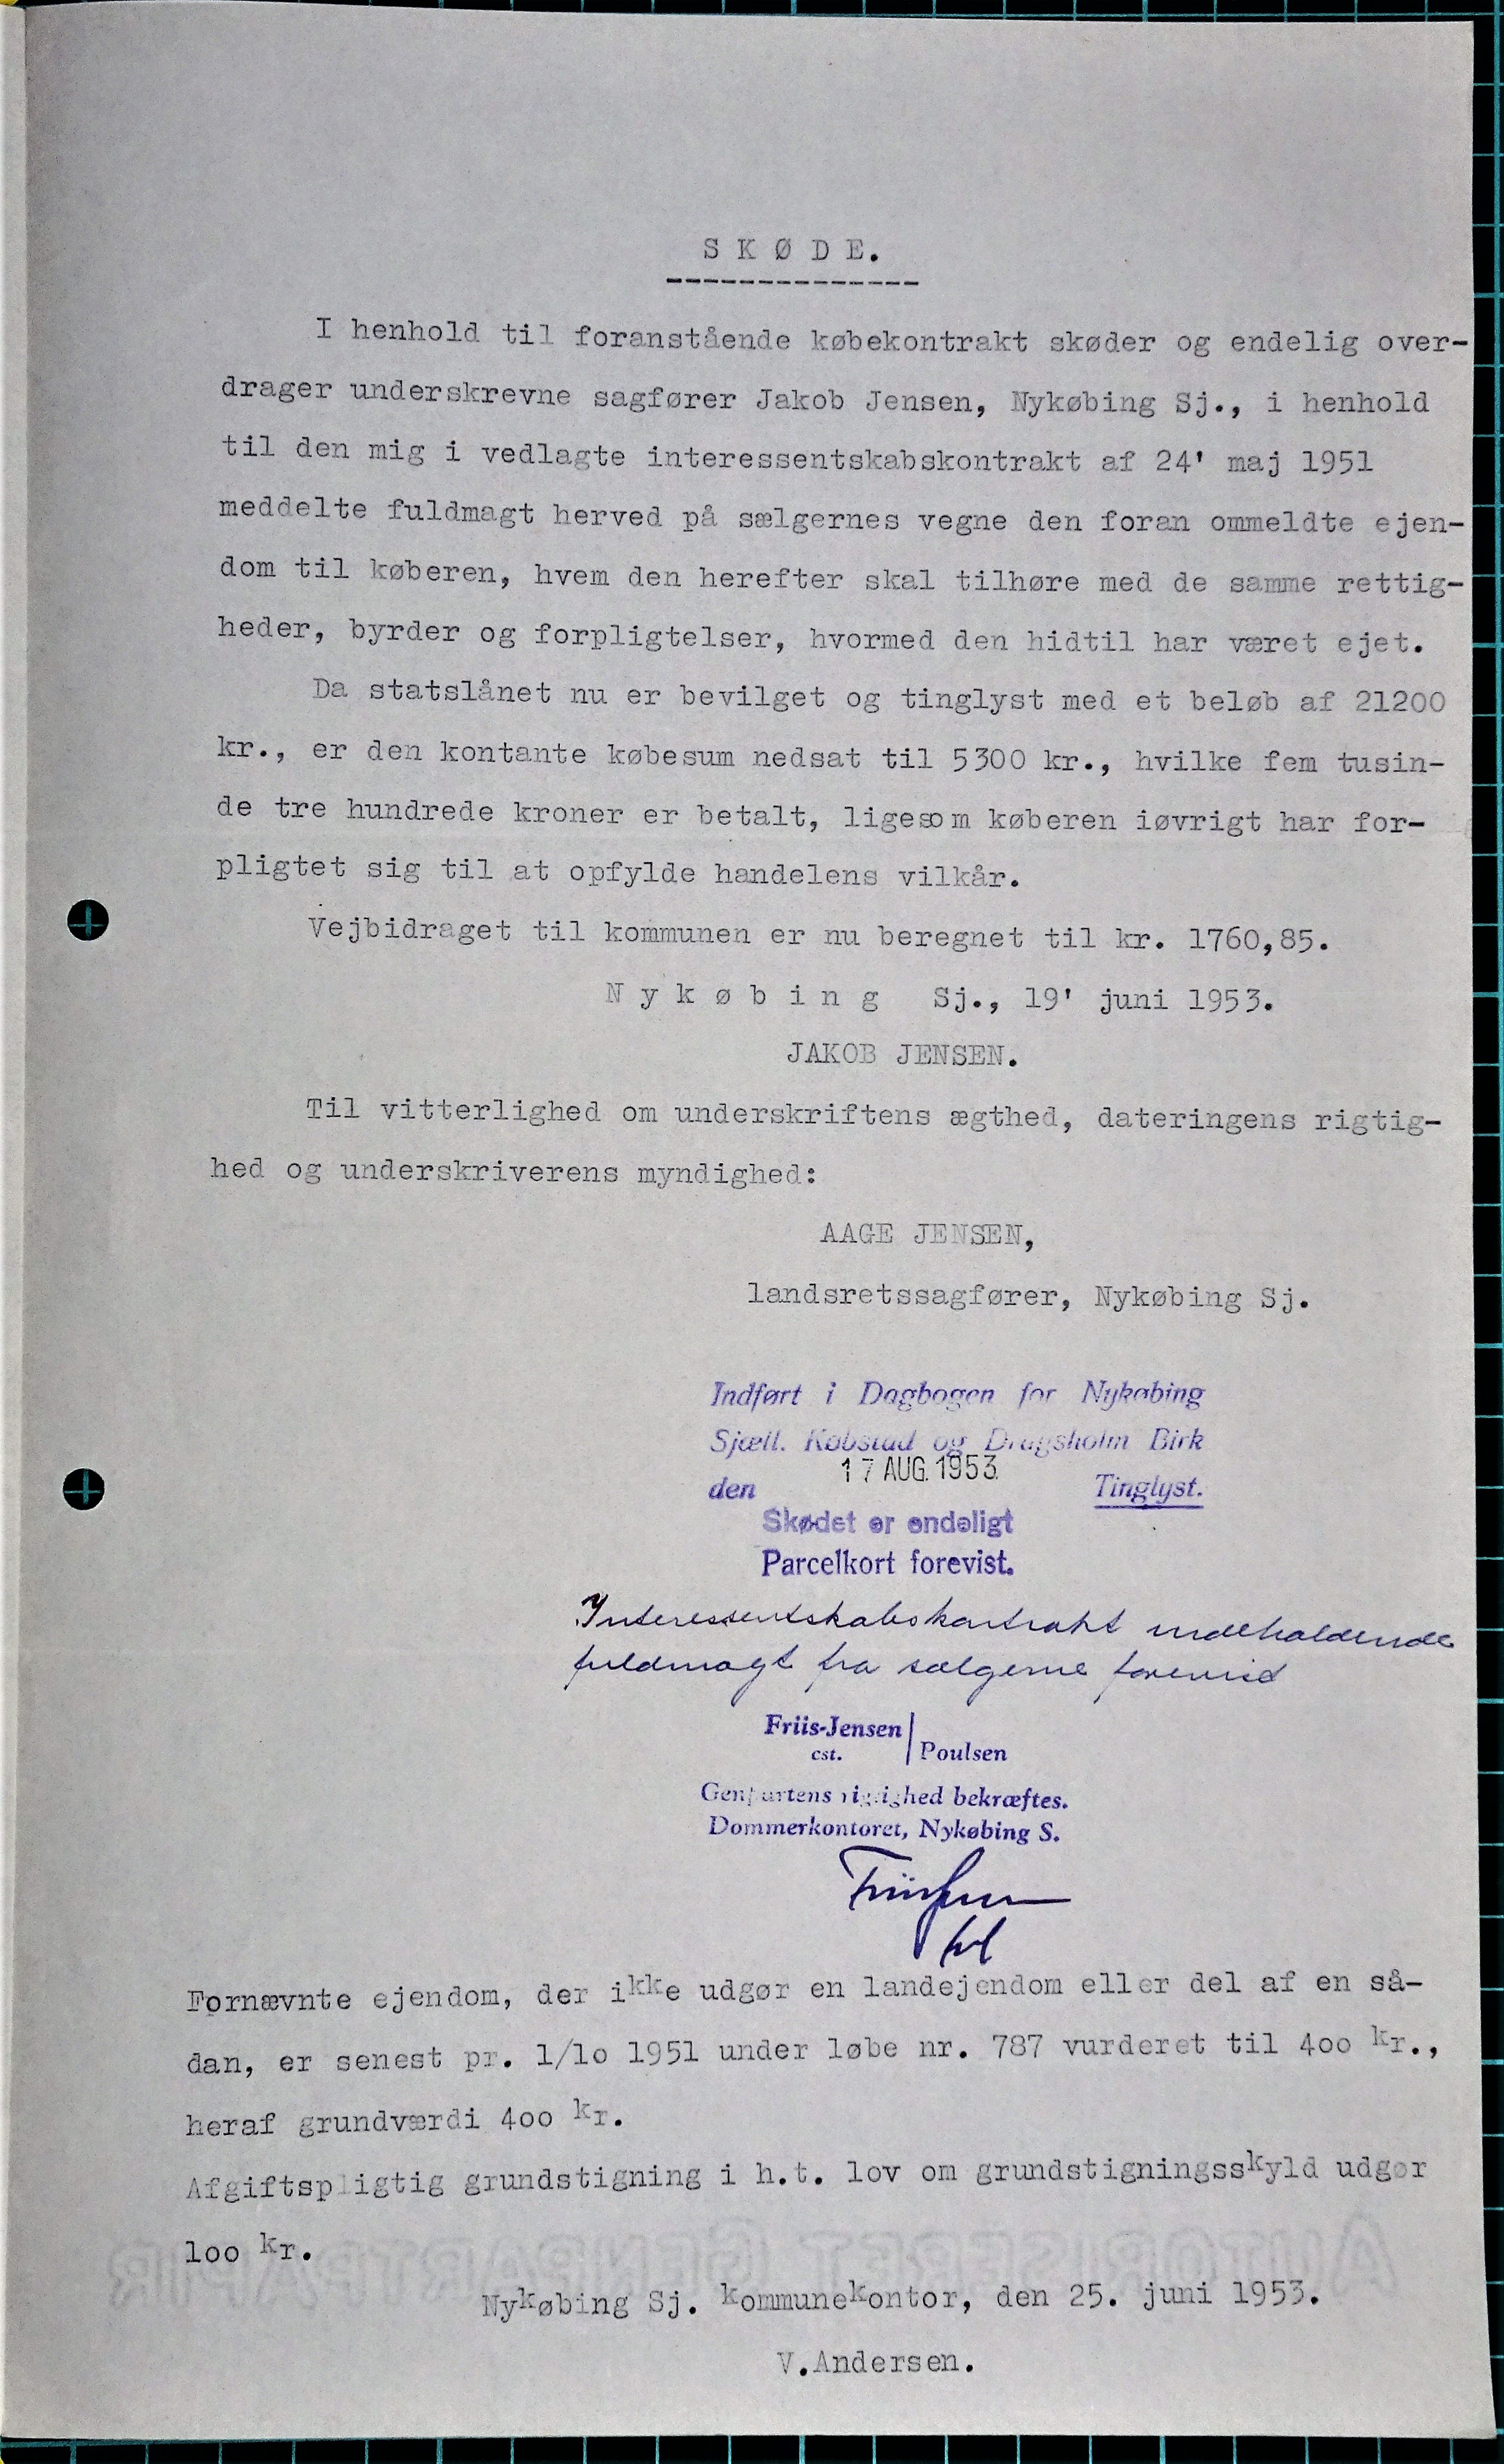 S K Ø D E.
I henhold til foranstående købekontrakt skøder og endelig over-
drager underskrevne sagfører Jakob Jensen, Nykøbing Sj., i henhold
til den mig i vedlagte interessentskabskontrakt af 24' maj 1951
meddelte fuldmagt herved på sælgernes vegne den foran ommeldte ejen-
dom til køberen, hvem den herefter skal tilhøre med de samme rettig-
heder, byrder og forpligtelser, hvormed den hidtil har været ejet.
Da statslånet nu er bevilget og tinglyst med et beløb af 21200
kr., er den kontante købesum nedsat til 5300 kr., hvilke fem tusin-
de tre hundrede kroner er betalt, ligesom køberen iøvrigt har for-
pligtet sig til at opfylde handelens vilkår.
Vejbidraget til kommunen er nu beregnet til kr. 1760,85.
N y k ø b i n g Sj., 19' juni 1953.
JAKOB JENSEN.
Til vitterlighed om underskriftens ægthed, dateringens rigtig-
hed og underskriverens myndighed:
AAGE JENSEN,
landsretssagfører, Nykøbing Sj.
Indført i Dagbogen for Nykøbing
Sjæll. Købstad og Dragsholm Birk
den 17 AUG. 1953 Tinglyst.
Skødet er endeligt
Parcelkort forevist.
Interessentskabskontrakt indeholdende
fuldmagt fra sælgerne forevist
Friis-Jensen
cst. Poulsen
Genpartens rigtighed bekræftes.
Dommerkontoret, Nykøbing S.
Fornævnte ejendom, der ikke udgør en landejendom eller del af en så-
dan, er senest pr. 1/10 1951 under løbe nr. 787 vurderet til 400 kr.,
heraf grundværdi 400 kr.
Afgiftspligtig grundstigning i h.t. lov om grundstigningsskyld udgør
100 kr.
Nykøbing Sj. kommunekontor, den 25. juni 1953.
V.Andersen.
AUTORISERET GENPARTPAPIR